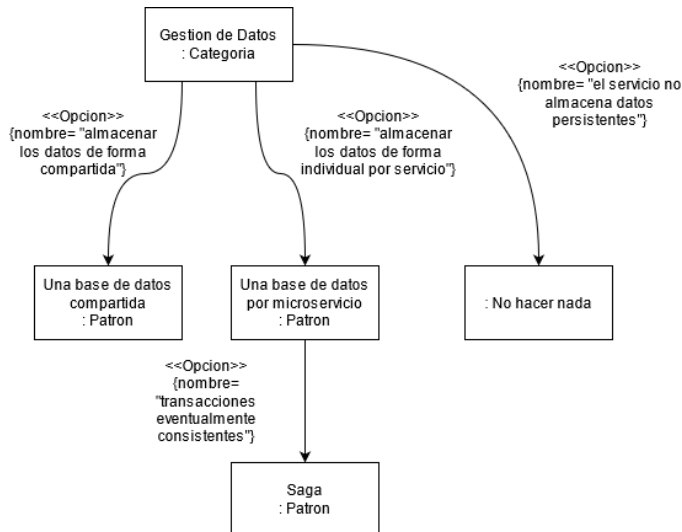 Gestion de Datos
: Categoria
<<Opcion>>
{nombre= "el servicio no
almacena datos
persistentes"}
<<Opcion>>
{nombre= "almacenar
los datos de forma
compartida"}
<<Opcion>>
{nombre= "almacenar
los datos de forma
individual por servicio"}
Una base de datos
compartida
: Patron
Una base de datos
por microservicio
: Patron
: No hacer nada
<<Opcion>>
{nombre=
"transacciones
eventualmente
consistentes"}
Saga
: Patron